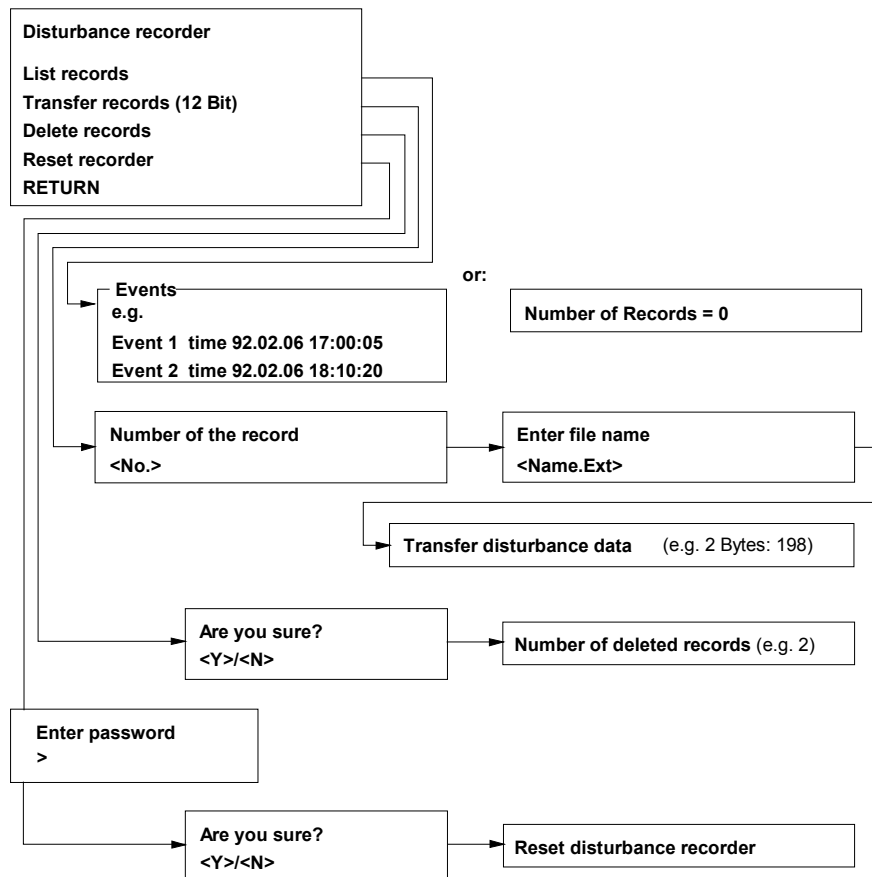 Disturbance recorder
List records
Transfer records (12 Bit)
Delete records
Reset recorder
RETURN
or:
Events
e.g.
Event 1 time 92.02.06 17:00:05
Event 2 time 92.02.06 18:10:20
Number of Records = 0
Number of the record
<No.>
Enter file name
<Name.Ext>
Transfer disturbance data (e.g. 2 Bytes: 198)
Are you sure?
<Y>/<N>
Number of deleted records (e.g. 2)
Enter password
>
Are you sure?
<Y>/<N>
Reset disturbance recorder